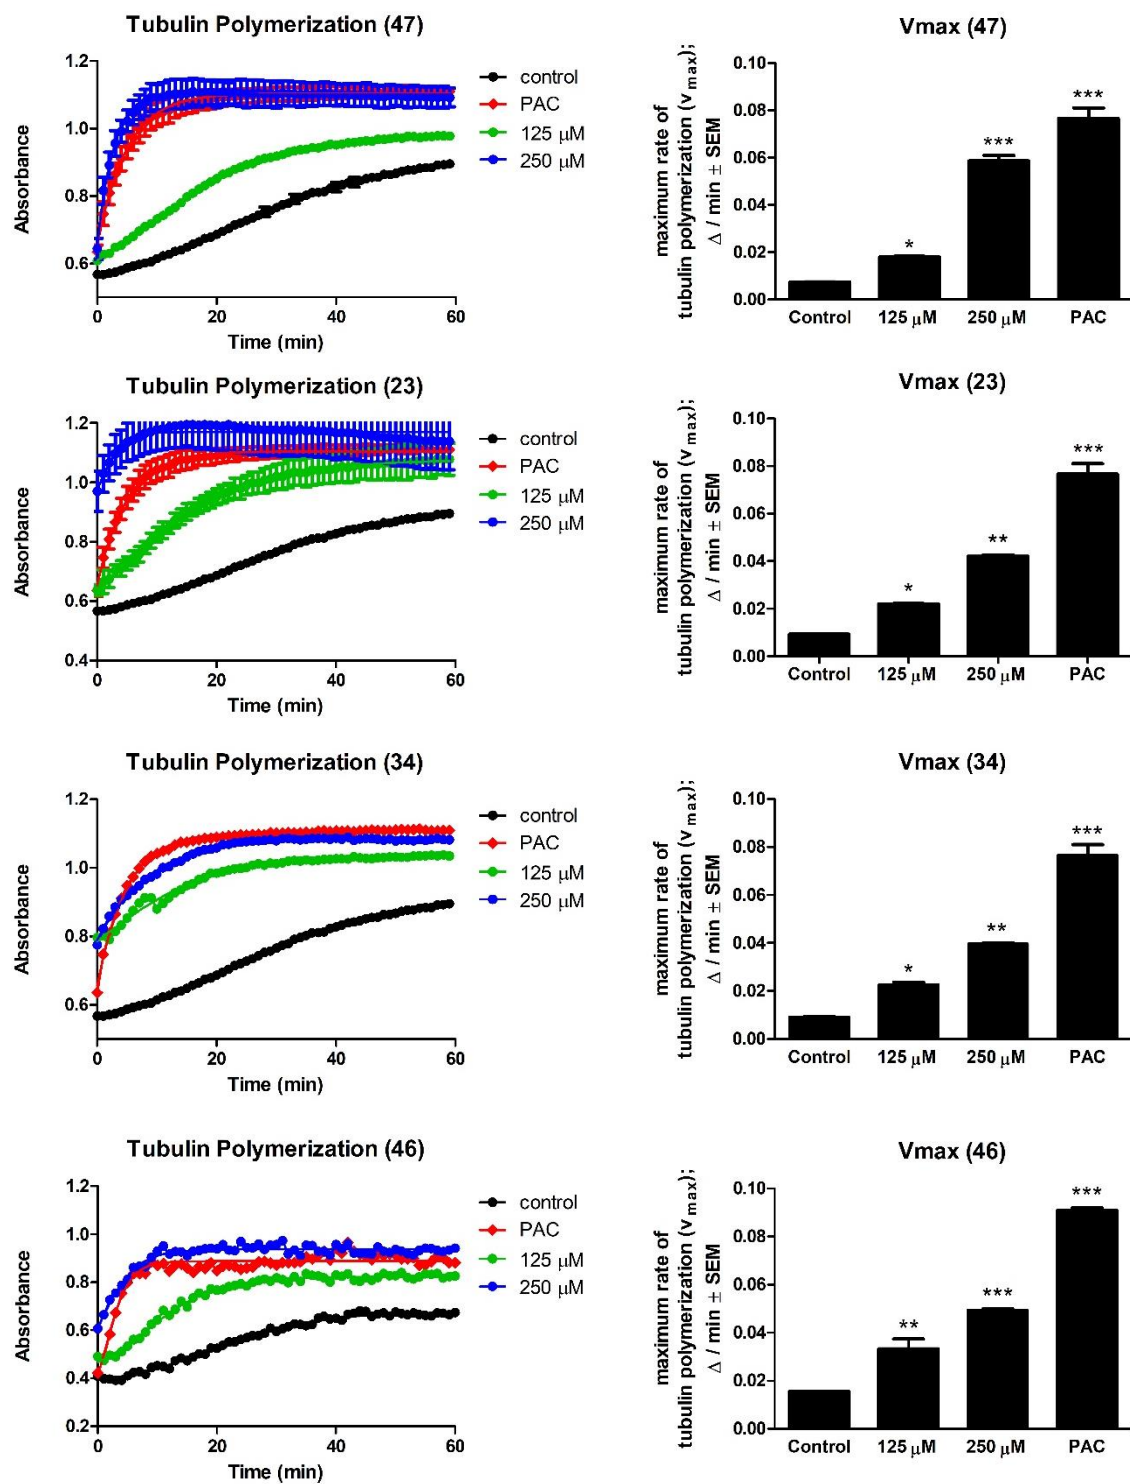 Tubulin Polymerization (47)
Absorbance
1.2
1.0
0.8
0.6
0
20
40
60
Time (min)
control
PAC
125 μM
250 μM
Vmax (47)
maximum rate of
tubulin polymerization (vmax);
Δ / min ± SEM
0.10
0.08
0.06
0.04
0.02
0.00
*
***
***
Control
125 μM
250 μM
PAC
Tubulin Polymerization (23)
Absorbance
1.2
1.0
0.8
0.6
0.4
0
20
40
60
Time (min)
control
PAC
125 μM
250 μM
Vmax (23)
maximum rate of
tubulin polymerization (vmax);
Δ / min ± SEM
0.10
0.08
0.06
0.04
0.02
0.00
*
**
***
Control
125 μM
250 μM
PAC
Tubulin Polymerization (34)
Absorbance
1.2
1.0
0.8
0.6
0
20
40
60
Time (min)
control
PAC
125 μM
250 μM
Vmax (34)
maximum rate of
tubulin polymerization (vmax);
Δ / min ± SEM
0.10
0.08
0.06
0.04
0.02
0.00
*
**
***
Control
125 μM
250 μM
PAC
Tubulin Polymerization (46)
Absorbance
1.2
1.0
0.8
0.6
0.4
0.2
0
20
40
60
Time (min)
control
PAC
125 μM
250 μM
Vmax (46)
maximum rate of
tubulin polymerization (vmax);
Δ / min ± SEM
0.10
0.08
0.06
0.04
0.02
0.00
**
***
***
Control
125 μM
250 μM
PAC